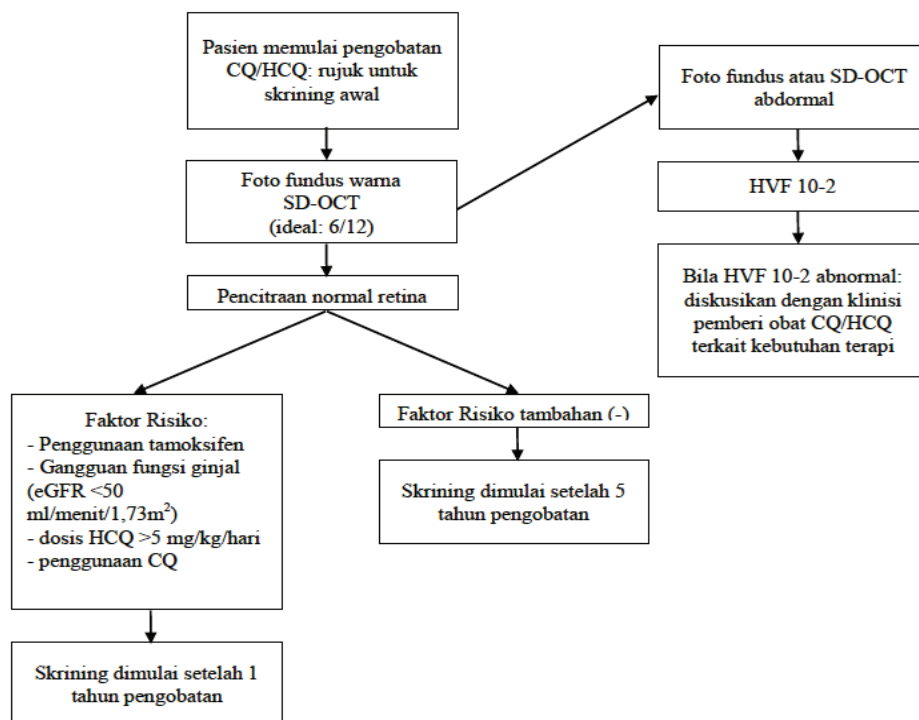 Pasien memulai pengobatan
CQ/HCQ: rujuk untuk
skrining awal
Foto fundus warna
SD-OCT
(ideal: 6/12)
Foto fundus atau SD-OCT
abdormal
HVF 10-2
Bila HVF 10-2 abnormal:
diskusikan dengan klinisi
pemberi obat CQ/HCQ
terkait kebutuhan terapi
Pencitraan normal retina
Faktor Risiko:
- Penggunaan tamoksifen
- Gangguan fungsi ginjal
(eGFR <50
ml/menit/1,73m²)
- dosis HCQ >5 mg/kg/hari
- penggunaan CQ
Skrining dimulai setelah 1
tahun pengobatan
Faktor Risiko tambahan (-)
Skrining dimulai setelah 5
tahun pengobatan